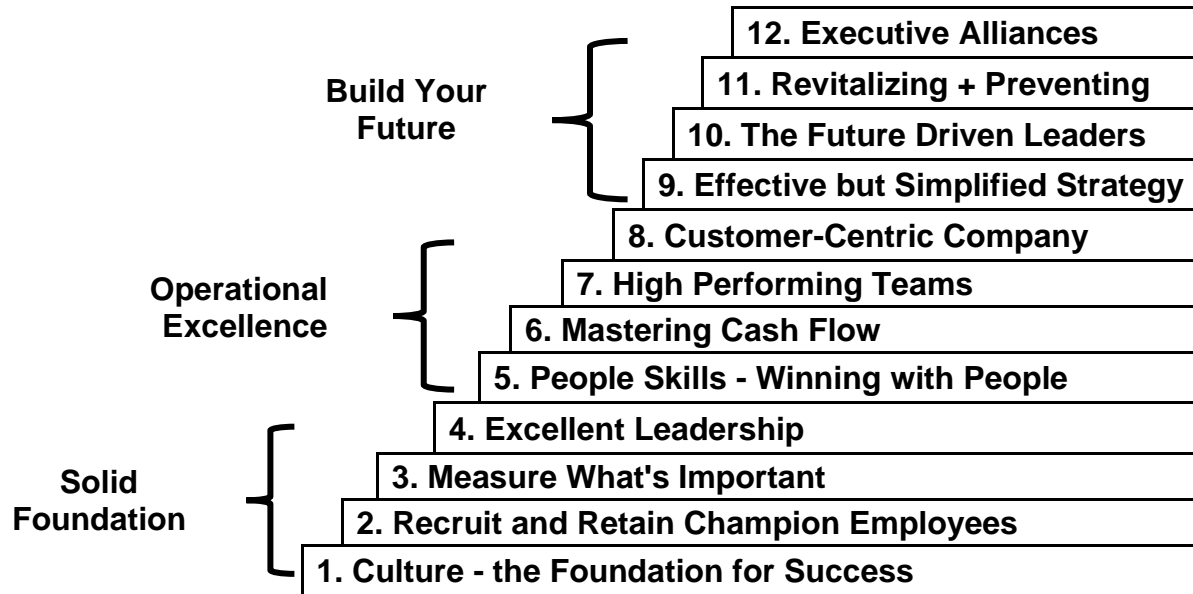 12. Executive Alliances
11. Revitalizing + Preventing
10. The Future Driven Leaders
9. Effective but Simplified Strategy
Build Your
Future
8. Customer-Centric Company
7. High Performing Teams
6. Mastering Cash Flow
5. People Skills - Winning with People
Operational
Excellence
4. Excellent Leadership
3. Measure What's Important
2. Recruit and Retain Champion Employees
1. Culture - the Foundation for Success
Solid
Foundation